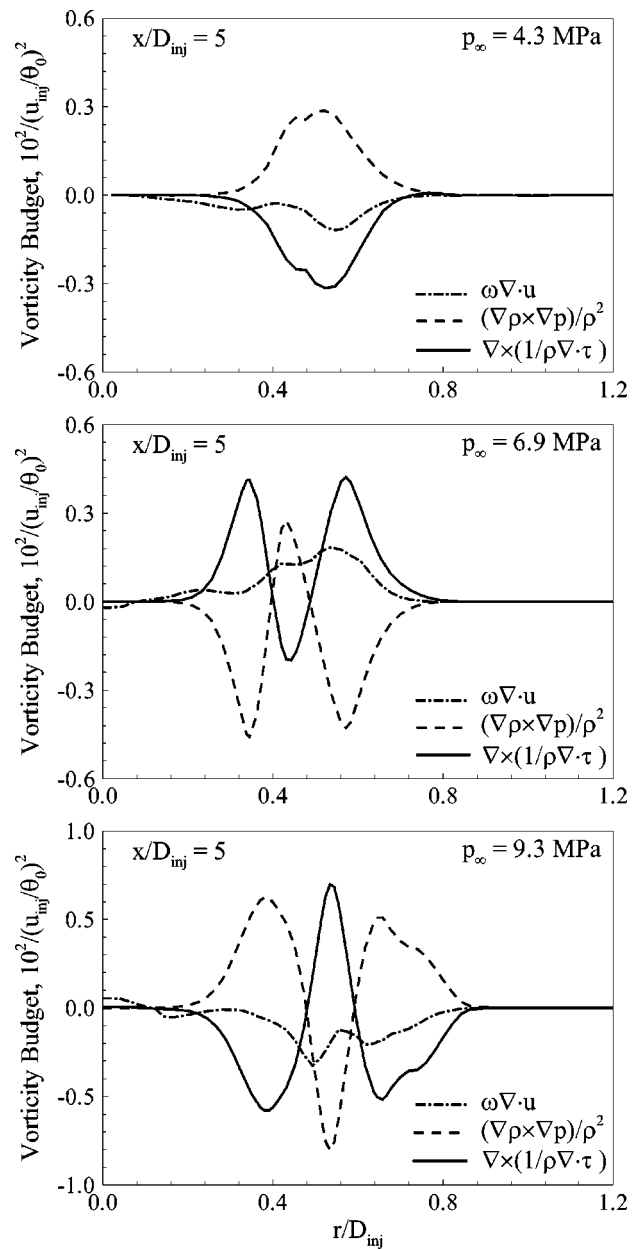 x/D_inj = 5 p_∞ = 4.3 MPa
0.6
0.3
0.0
-0.3
-0.6
Vorticity Budget, 10²/(u_inj/θ₀)²
ω∇·u
(∇ρ×∇p)/ρ²
∇×(1/ρ∇·τ )
0.0 0.4 0.8 1.2
x/D_inj = 5 p_∞ = 6.9 MPa
0.6
0.3
0.0
-0.3
-0.6
Vorticity Budget, 10²/(u_inj/θ₀)²
ω∇·u
(∇ρ×∇p)/ρ²
∇×(1/ρ∇·τ )
0.0 0.4 0.8 1.2
x/D_inj = 5 p_∞ = 9.3 MPa
1.0
0.5
0.0
-0.5
-1.0
Vorticity Budget, 10²/(u_inj/θ₀)²
ω∇·u
(∇ρ×∇p)/ρ²
∇×(1/ρ∇·τ )
0.0 0.4 0.8 1.2
r/D_inj